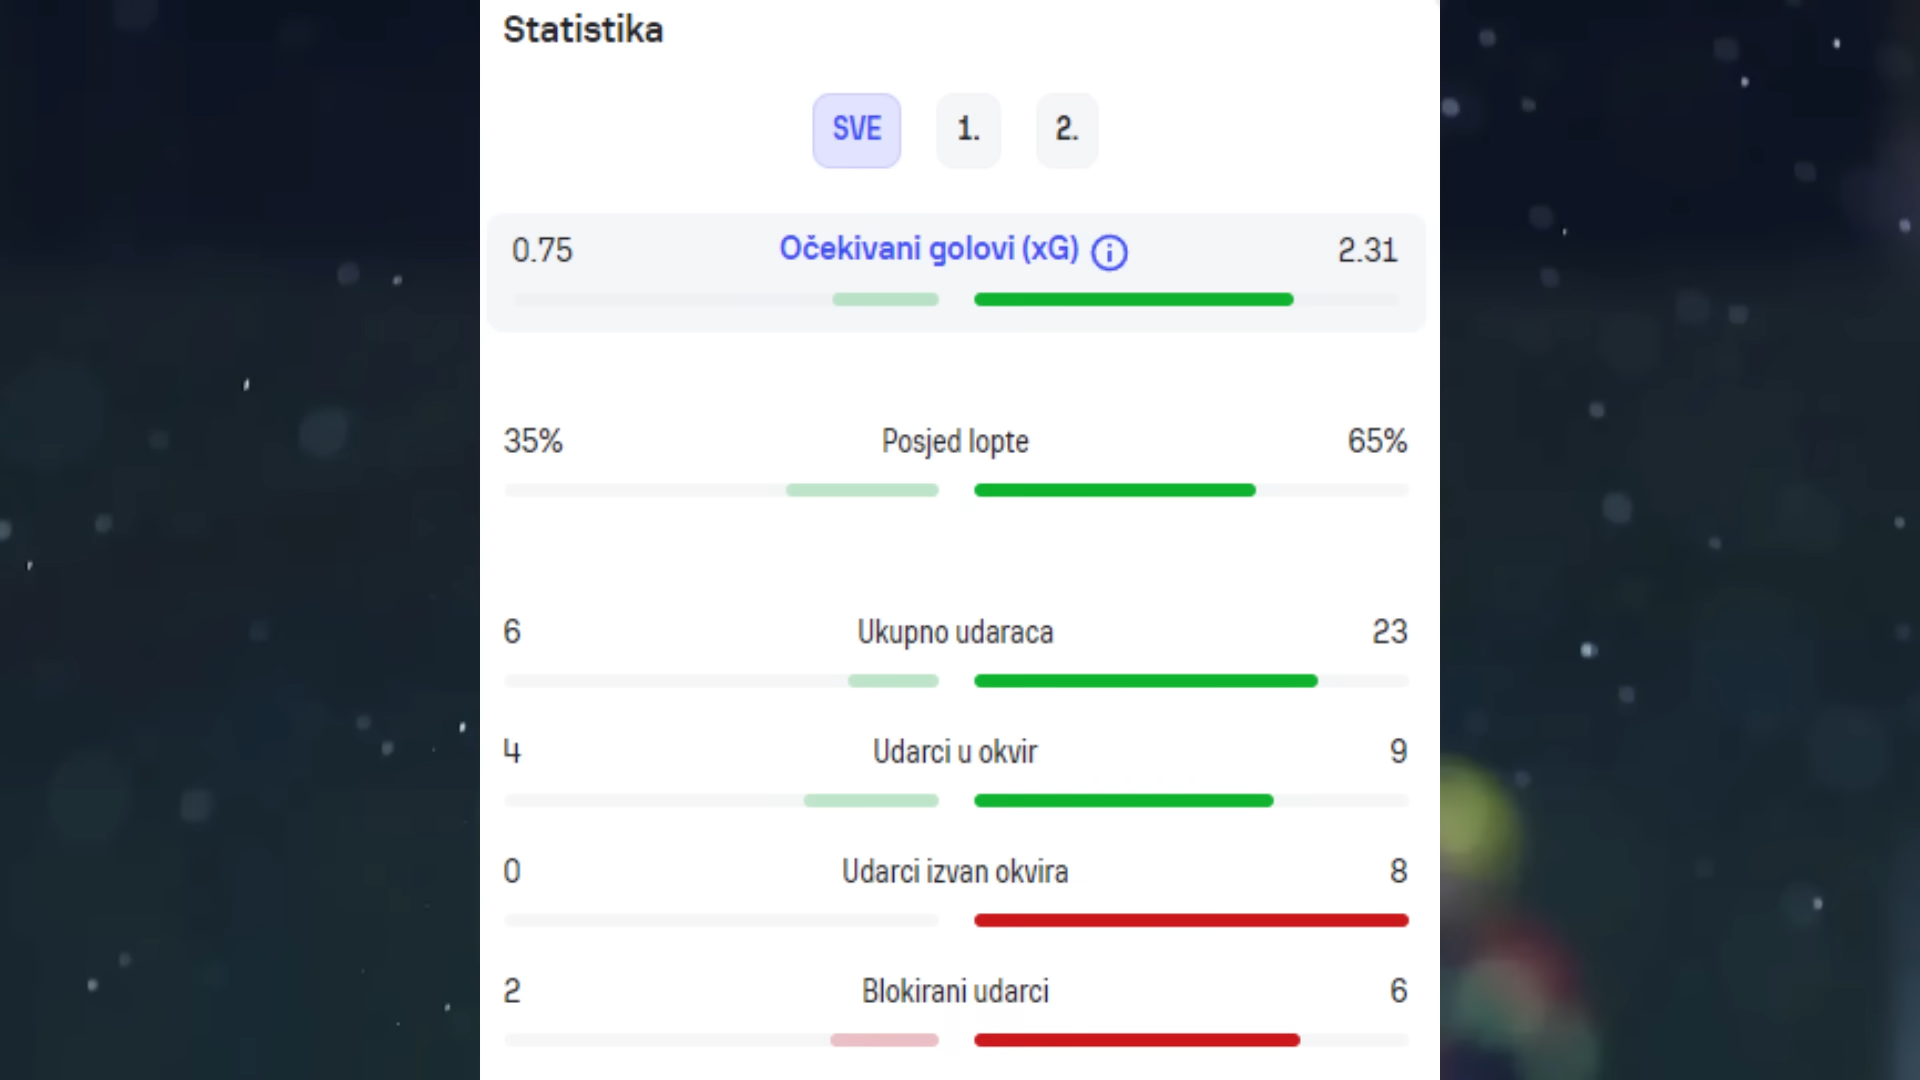 Statistika
SVE 1. 2.
0.75 Očekivani golovi (xG) i 2.31
35% Posjed lopte 65%
6 Ukupno udaraca 23
4 Udarci u okvir 9
0 Udarci izvan okvira 8
2 Blokirani udarci 6